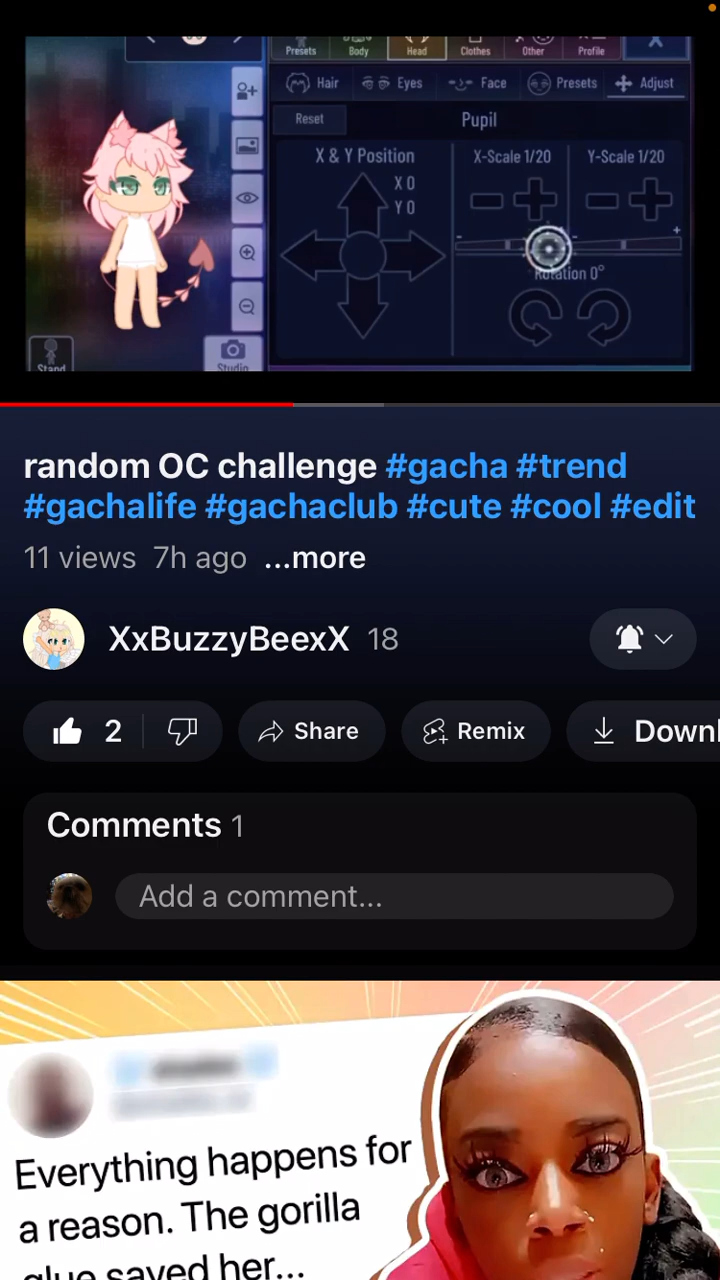 Presets Body Head Clothes Other Profile X
Hair Eyes Face Presets Adjust
Reset Pupil
X & Y Position X-Scale 1/20 Y-Scale 1/20
X 0
Y 0
- - +
Rotation 0°
Stand Studio
random OC challenge #gacha #trend
#gachalife #gachaclub #cute #cool #edit
11 views 7h ago ...more
XxBuzzyBeexX 18
2 Share Remix Downl
Comments 1
Add a comment...
Everything happens for
a reason. The gorilla
glue saved her...